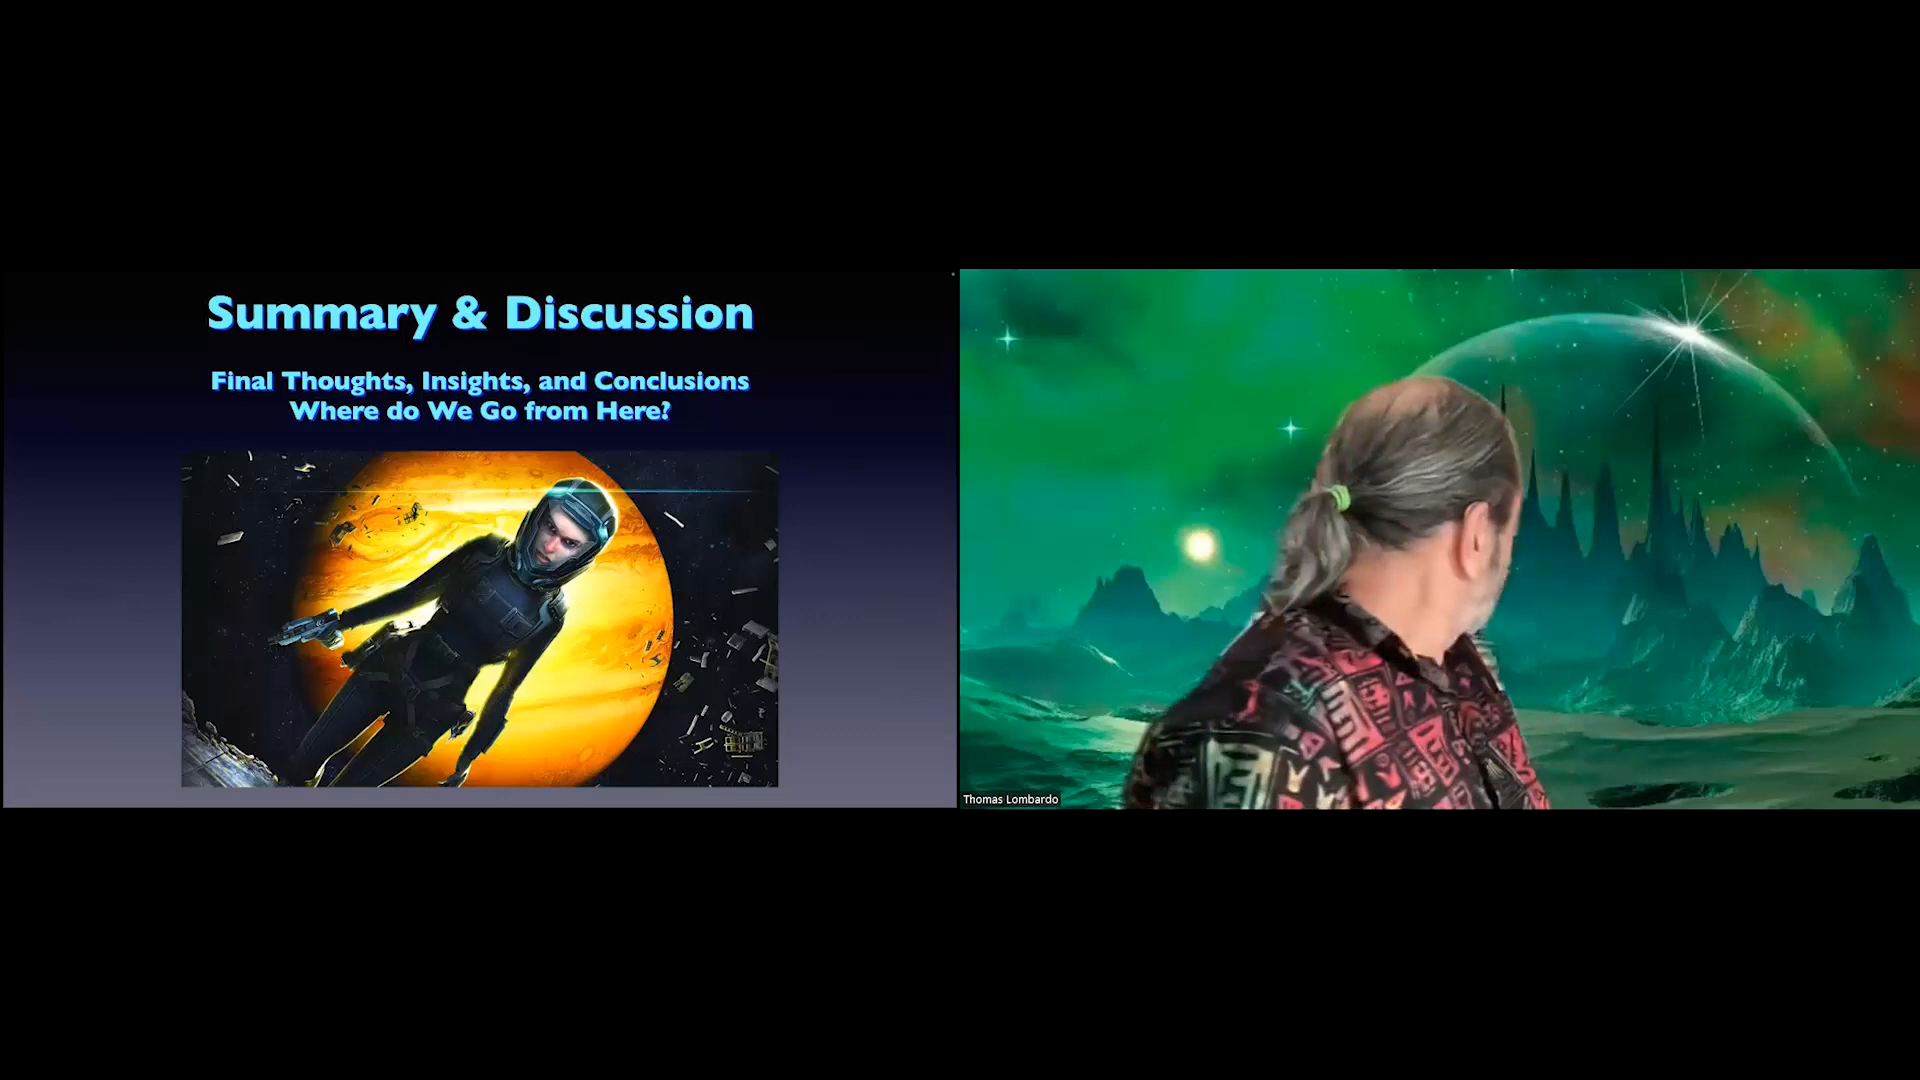 Summary & Discussion
Final Thoughts, Insights, and Conclusions
Where do We Go from Here?
Thomas Lombardo